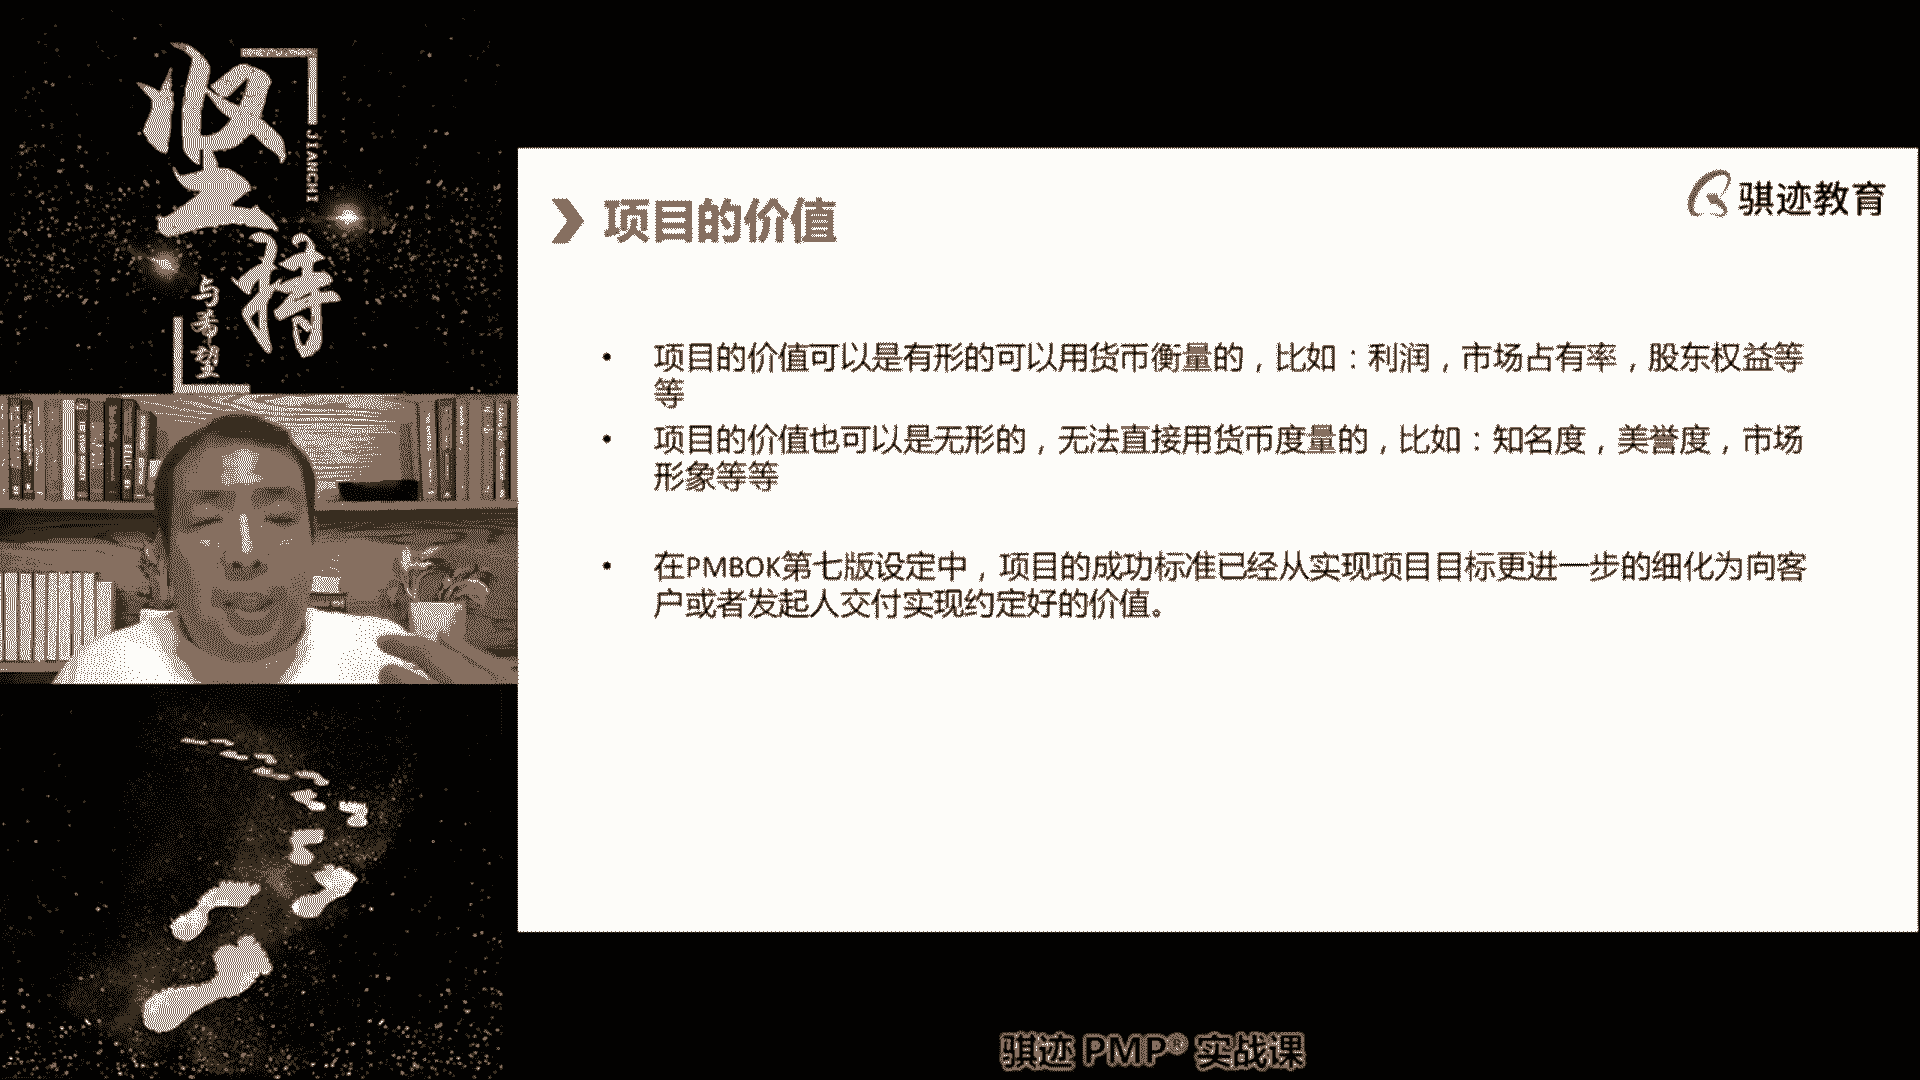 坚持
JIANCHI
与希望
骐迹教育
项目的价值
• 项目的价值可以是有形的可以用货币衡量的，比如：利润，市场占有率，股东权益等
等
• 项目的价值也可以是无形的，无法直接用货币度量的，比如：知名度，美誉度，市场
形象等等
• 在PMBOK第七版设定中，项目的成功标准已经从实现项目目标更进一步的细化为向客
户或者发起人交付实现约定好的价值。
骐迹 PMP® 实战课